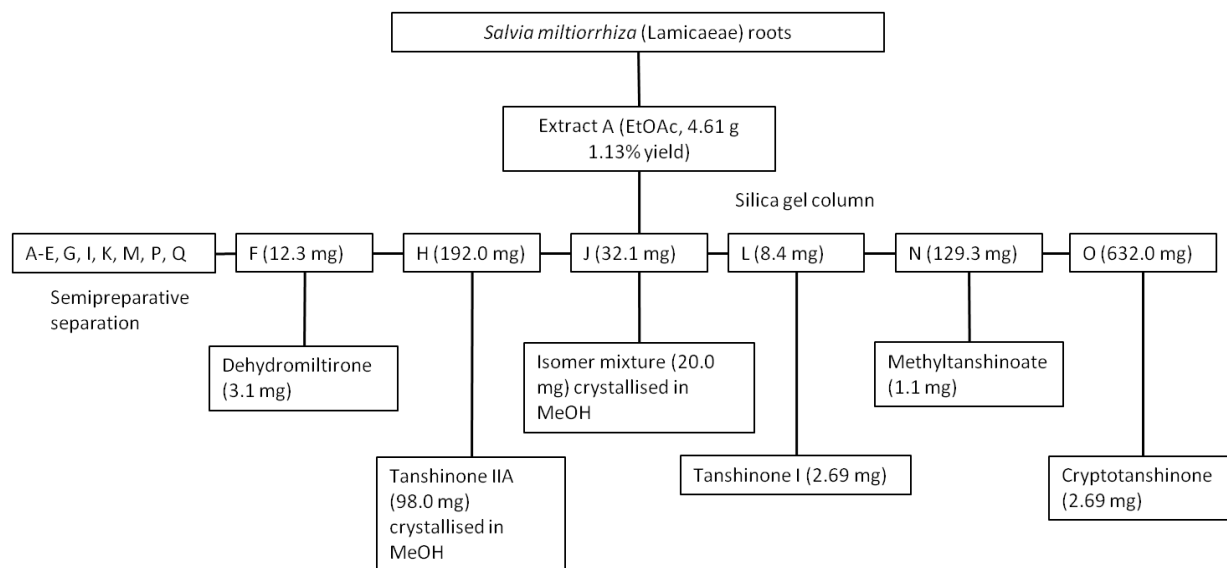 Salvia miltiorrhiza (Lamicaeae) roots
Extract A (EtOAc, 4.61 g
1.13% yield)
Silica gel column
A-E, G, I, K, M, P, Q
F (12.3 mg)
H (192.0 mg)
J (32.1 mg)
L (8.4 mg)
N (129.3 mg)
O (632.0 mg)
Semipreparative
separation
Dehydromiltirone
(3.1 mg)
Isomer mixture (20.0
mg) crystallised in
MeOH
Methyltanshinoate
(1.1 mg)
Tanshinone IIA
(98.0 mg)
crystallised in
MeOH
Tanshinone I (2.69 mg)
Cryptotanshinone
(2.69 mg)